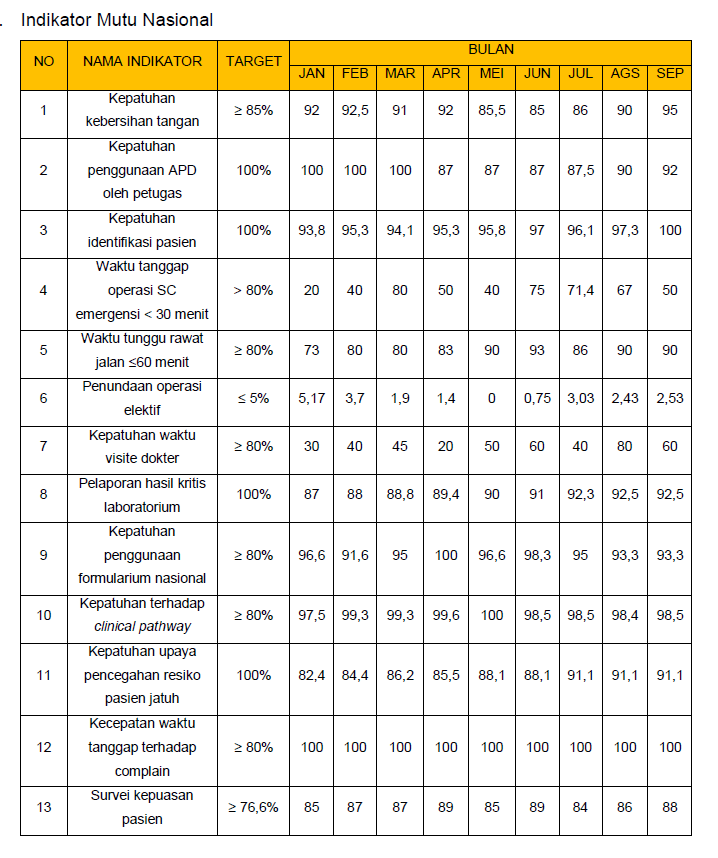 . Indikator Mutu Nasional
NO NAMA INDIKATOR TARGET BULAN
JAN FEB MAR APR MEI JUN JUL AGS SEP
1 Kepatuhan kebersihan tangan ≥ 85% 92 92,5 91 92 85,5 85 86 90 95
2 Kepatuhan penggunaan APD oleh petugas 100% 100 100 100 87 87 87 87,5 90 92
3 Kepatuhan identifikasi pasien 100% 93,8 95,3 94,1 95,3 95,8 97 96,1 97,3 100
4 Waktu tanggap operasi SC emergensi < 30 menit > 80% 20 40 80 50 40 75 71,4 67 50
5 Waktu tunggu rawat jalan ≤60 menit ≥ 80% 73 80 80 83 90 93 86 90 90
6 Penundaan operasi elektif ≤ 5% 5,17 3,7 1,9 1,4 0 0,75 3,03 2,43 2,53
7 Kepatuhan waktu visite dokter ≥ 80% 30 40 45 20 50 60 40 80 60
8 Pelaporan hasil kritis laboratorium 100% 87 88 88,8 89,4 90 91 92,3 92,5 92,5
9 Kepatuhan penggunaan formularium nasional ≥ 80% 96,6 91,6 95 100 96,6 98,3 95 93,3 93,3
10 Kepatuhan terhadap clinical pathway ≥ 80% 97,5 99,3 99,3 99,6 100 98,5 98,5 98,4 98,5
11 Kepatuhan upaya pencegahan resiko pasien jatuh 100% 82,4 84,4 86,2 85,5 88,1 88,1 91,1 91,1 91,1
12 Kecepatan waktu tanggap terhadap complain ≥ 80% 100 100 100 100 100 100 100 100 100
13 Survei kepuasan pasien ≥ 76,6% 85 87 87 89 85 89 84 86 88